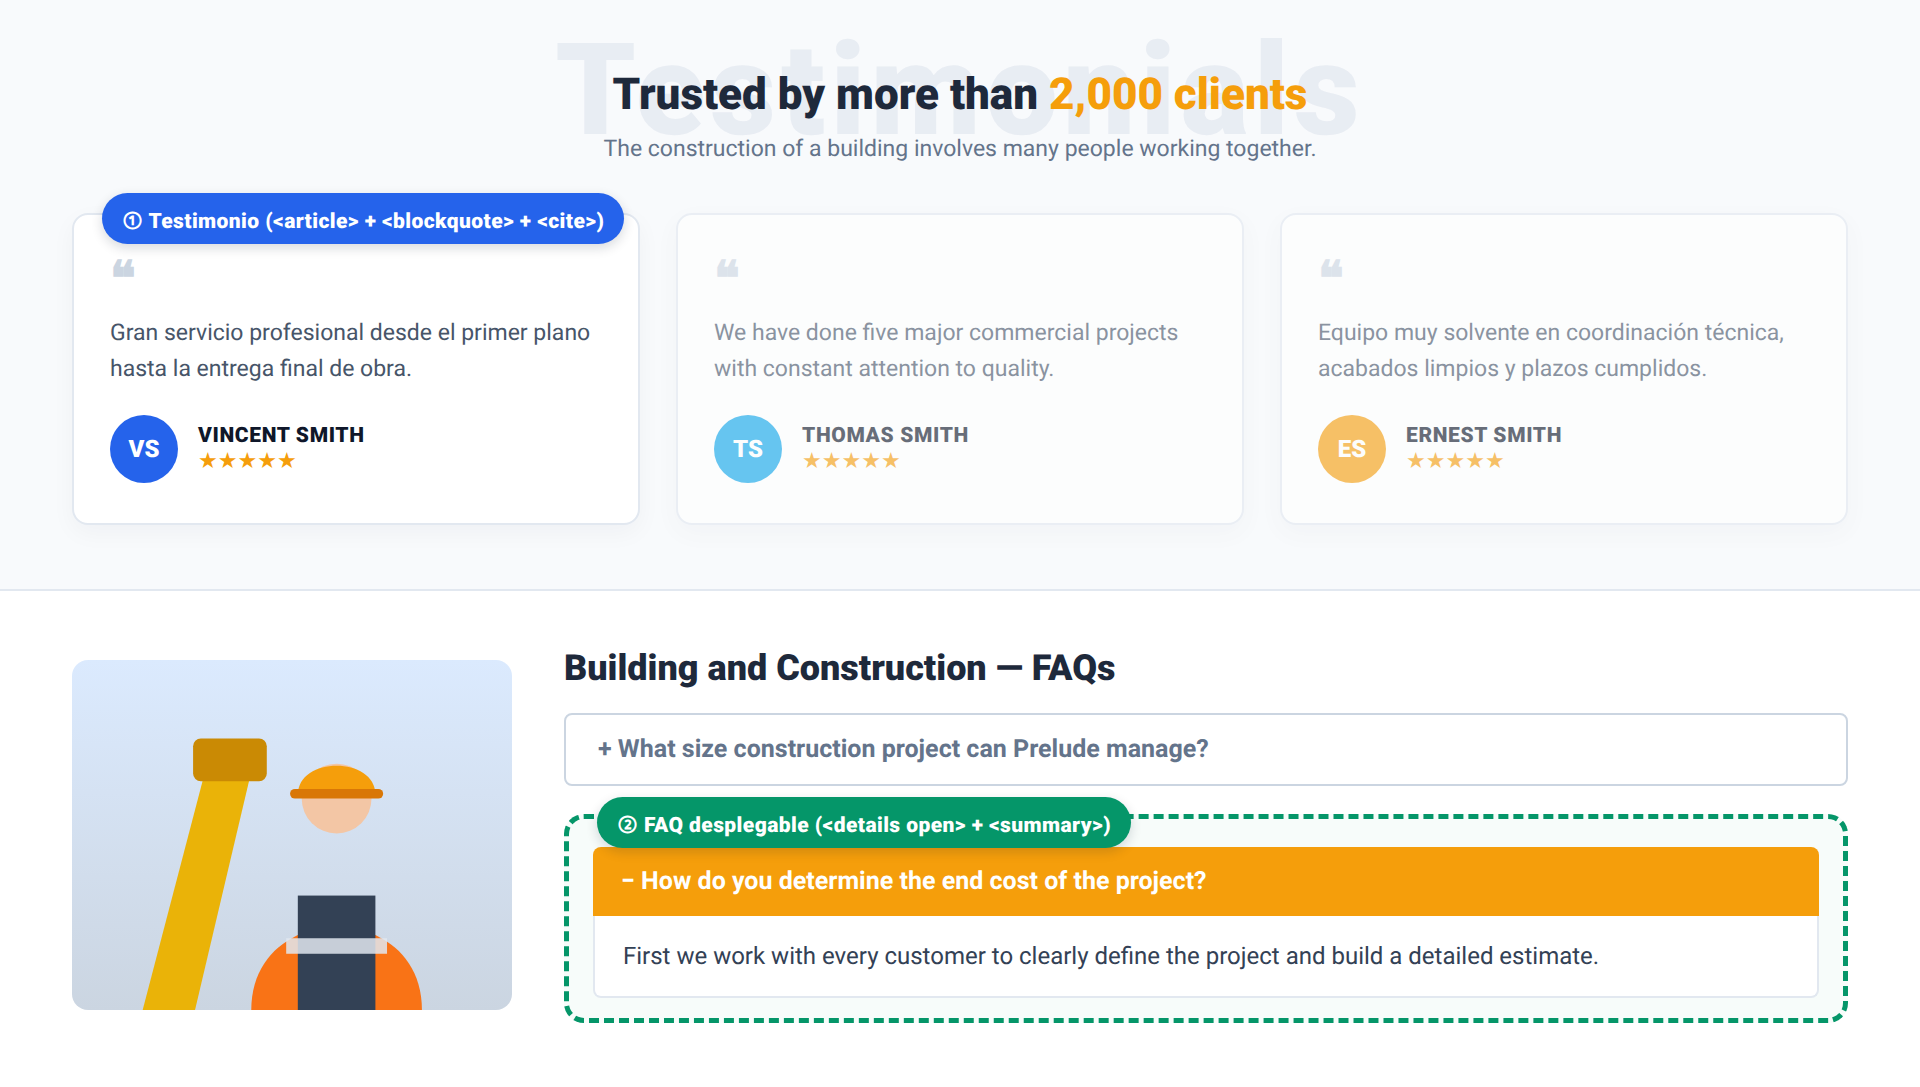 Testimonials
Trusted by more than 2,000 clients
The construction of a building involves many people working together.
① Testimonio (<article> + <blockquote> + <cite>)
❝
Gran servicio profesional desde el primer plano
hasta la entrega final de obra.
VS
VINCENT SMITH
★★★★★
❝
We have done five major commercial projects
with constant attention to quality.
TS
THOMAS SMITH
★★★★★
❝
Equipo muy solvente en coordinación técnica,
acabados limpios y plazos cumplidos.
ES
ERNEST SMITH
★★★★★
Building and Construction — FAQs
+ What size construction project can Prelude manage?
② FAQ desplegable (<details open> + <summary>)
− How do you determine the end cost of the project?
First we work with every customer to clearly define the project and build a detailed estimate.